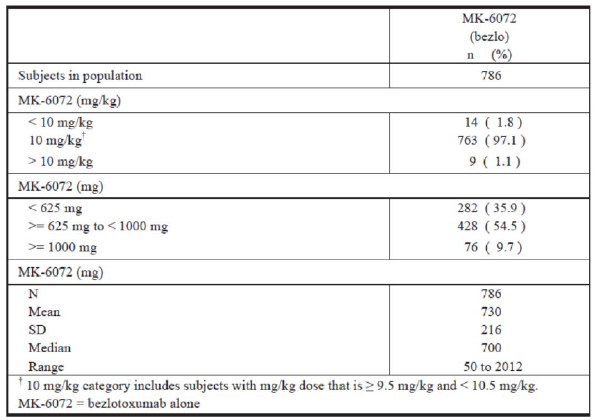 MK-6072
(bezlo)
n (%)
Subjects in population 786
MK-6072 (mg/kg)
< 10 mg/kg 14 ( 1.8 )
10 mg/kg† 763 ( 97.1 )
> 10 mg/kg 9 ( 1.1 )
MK-6072 (mg)
< 625 mg 282 ( 35.9 )
>= 625 mg to < 1000 mg 428 ( 54.5 )
>= 1000 mg 76 ( 9.7 )
MK-6072 (mg)
N 786
Mean 730
SD 216
Median 700
Range 50 to 2012
† 10 mg/kg category includes subjects with mg/kg dose that is ≥ 9.5 mg/kg and < 10.5 mg/kg.
MK-6072 = bezlotoxumab alone